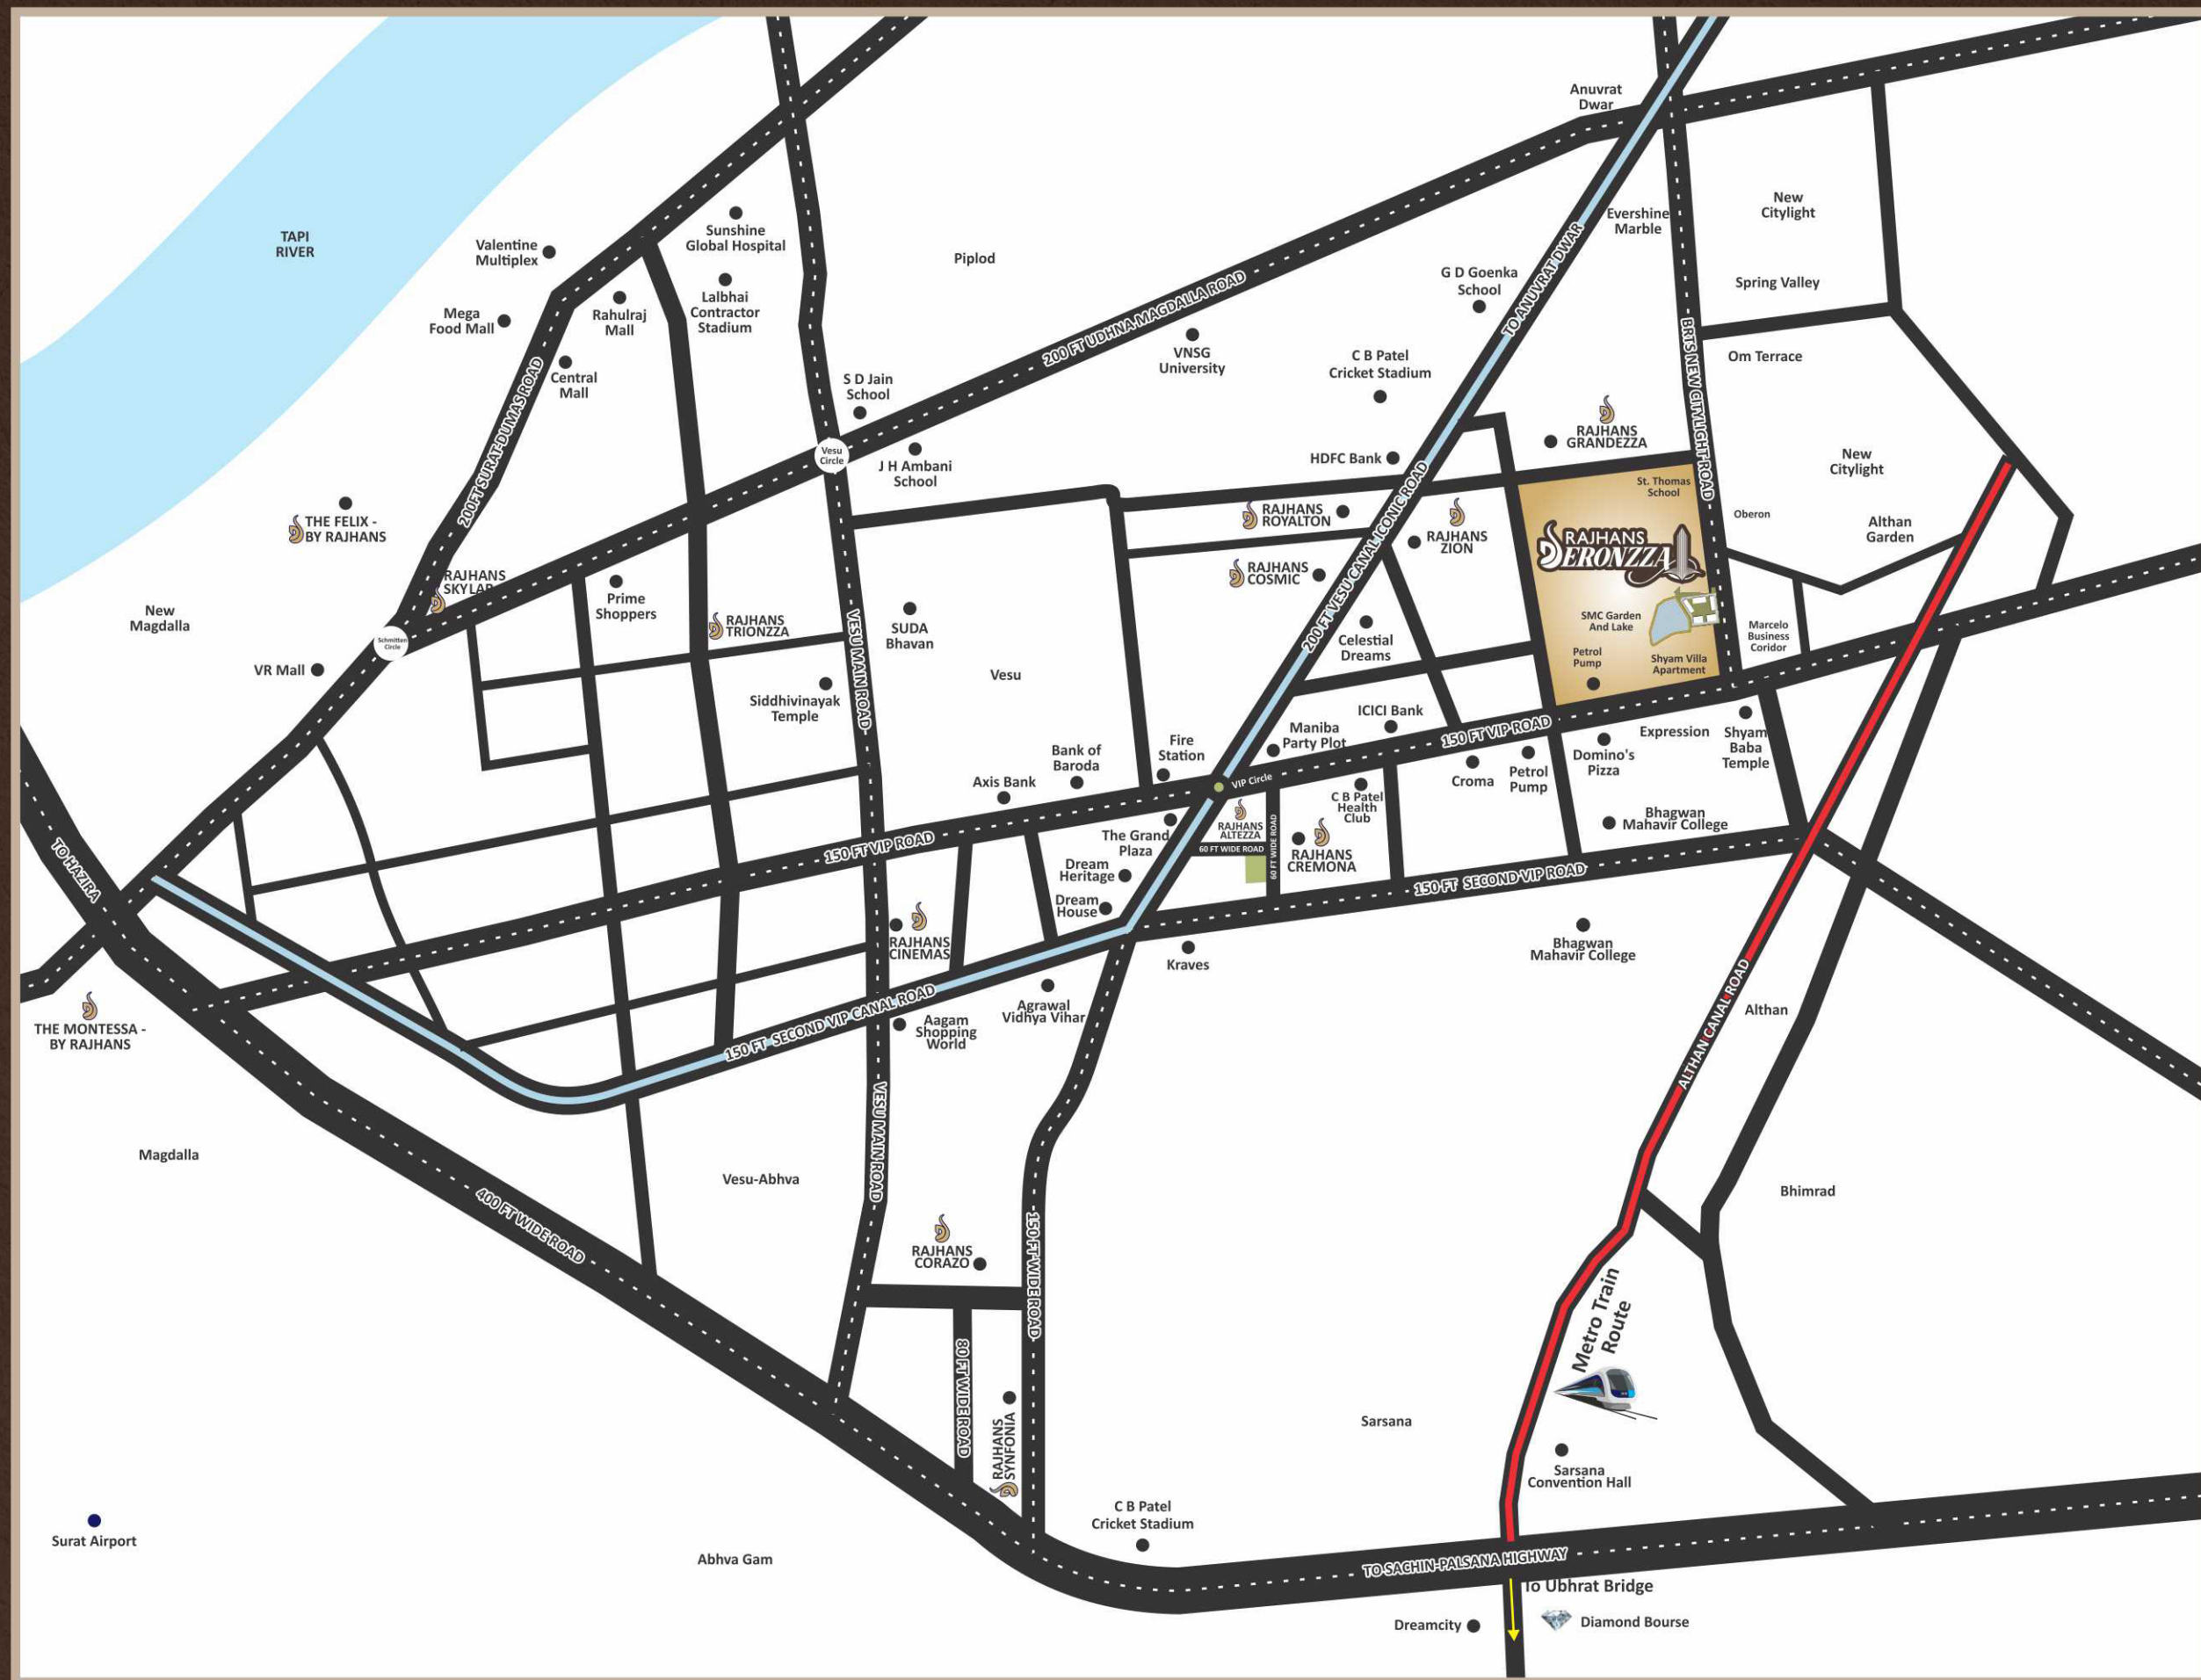 Anuvrat
Dwar
TAPI
RIVER
Valentine
Multiplex
Sunshine
Global Hospital
Piplod
Evershine
Marble
New
Citylight
Mega
Food Mall
Rahulraj
Mall
Lalbhai
Contractor
Stadium
Spring Valley
G D Goenka
School
TO ANUVRAT DWAR
200 FT UDHNA-MAGDALLA ROAD
VNSG
University
C B Patel
Cricket Stadium
Om Terrace
BRTS NEW CITYLIGHT ROAD
Central
Mall
200FT SURAT-DUMAS ROAD
S D Jain
School
Vesu
Circle
J H Ambani
School
HDFC Bank
RAJHANS
GRANDEZZA
New
Citylight
St. Thomas
School
Oberon
Althan
Garden
THE FELIX -
BY RAJHANS
RAJHANS
ROYALTON
RAJHANS
ZION
RAJHANS
DERONZZA
RAJHANS
SKYLAR
Prime
Shoppers
RAJHANS
TRIONZZA
RAJHANS
COSMIC
200 FT VESU CANAL ICONIC ROAD
SMC Garden
And Lake
Marcelo
Business
Coridor
New
Magdalla
Schmitten
Circle
VR Mall
SUDA
Bhavan
Celestial
Dreams
Petrol
Pump
Shyam Villa
Apartment
Vesu
Siddhivinayak
Temple
VESU MAIN ROAD
ICICI Bank
Maniba
Party Plot
150 FT VIP ROAD
Expression
Shyam
Baba
Temple
Fire
Station
Bank of
Baroda
Axis Bank
VIP Circle
Croma
Petrol
Pump
Domino's
Pizza
C B Patel
Health
Club
Bhagwan
Mahavir College
The Grand
Plaza
RAJHANS
ALTEZZA
60 FT WIDE ROAD
60 FT WIDE ROAD
RAJHANS
CREMONA
150 FT VIP ROAD
TO HAZIRA
Dream
Heritage
Dream
House
150 FT SECOND VIP ROAD
RAJHANS
CINEMAS
Kraves
Bhagwan
Mahavir College
THE MONTESSA -
BY RAJHANS
150 FT SECOND VIP CANAL ROAD
Aagam
Shopping
World
Agrawal
Vidhya Vihar
Althan
ALTHAN CANAL ROAD
Magdalla
Vesu-Abhva
VESU MAIN ROAD
Bhimrad
400 FT WIDE ROAD
RAJHANS
CORAZO
150 FT WIDE ROAD
80 FT WIDE ROAD
Metro Train
Route
RAJHANS
SYNFONIA
Sarsana
Sarsana
Convention Hall
C B Patel
Cricket Stadium
Surat Airport
Abhva Gam
TO SACHIN-PALSANA HIGHWAY
To Ubhrat Bridge
Dreamcity
Diamond Bourse